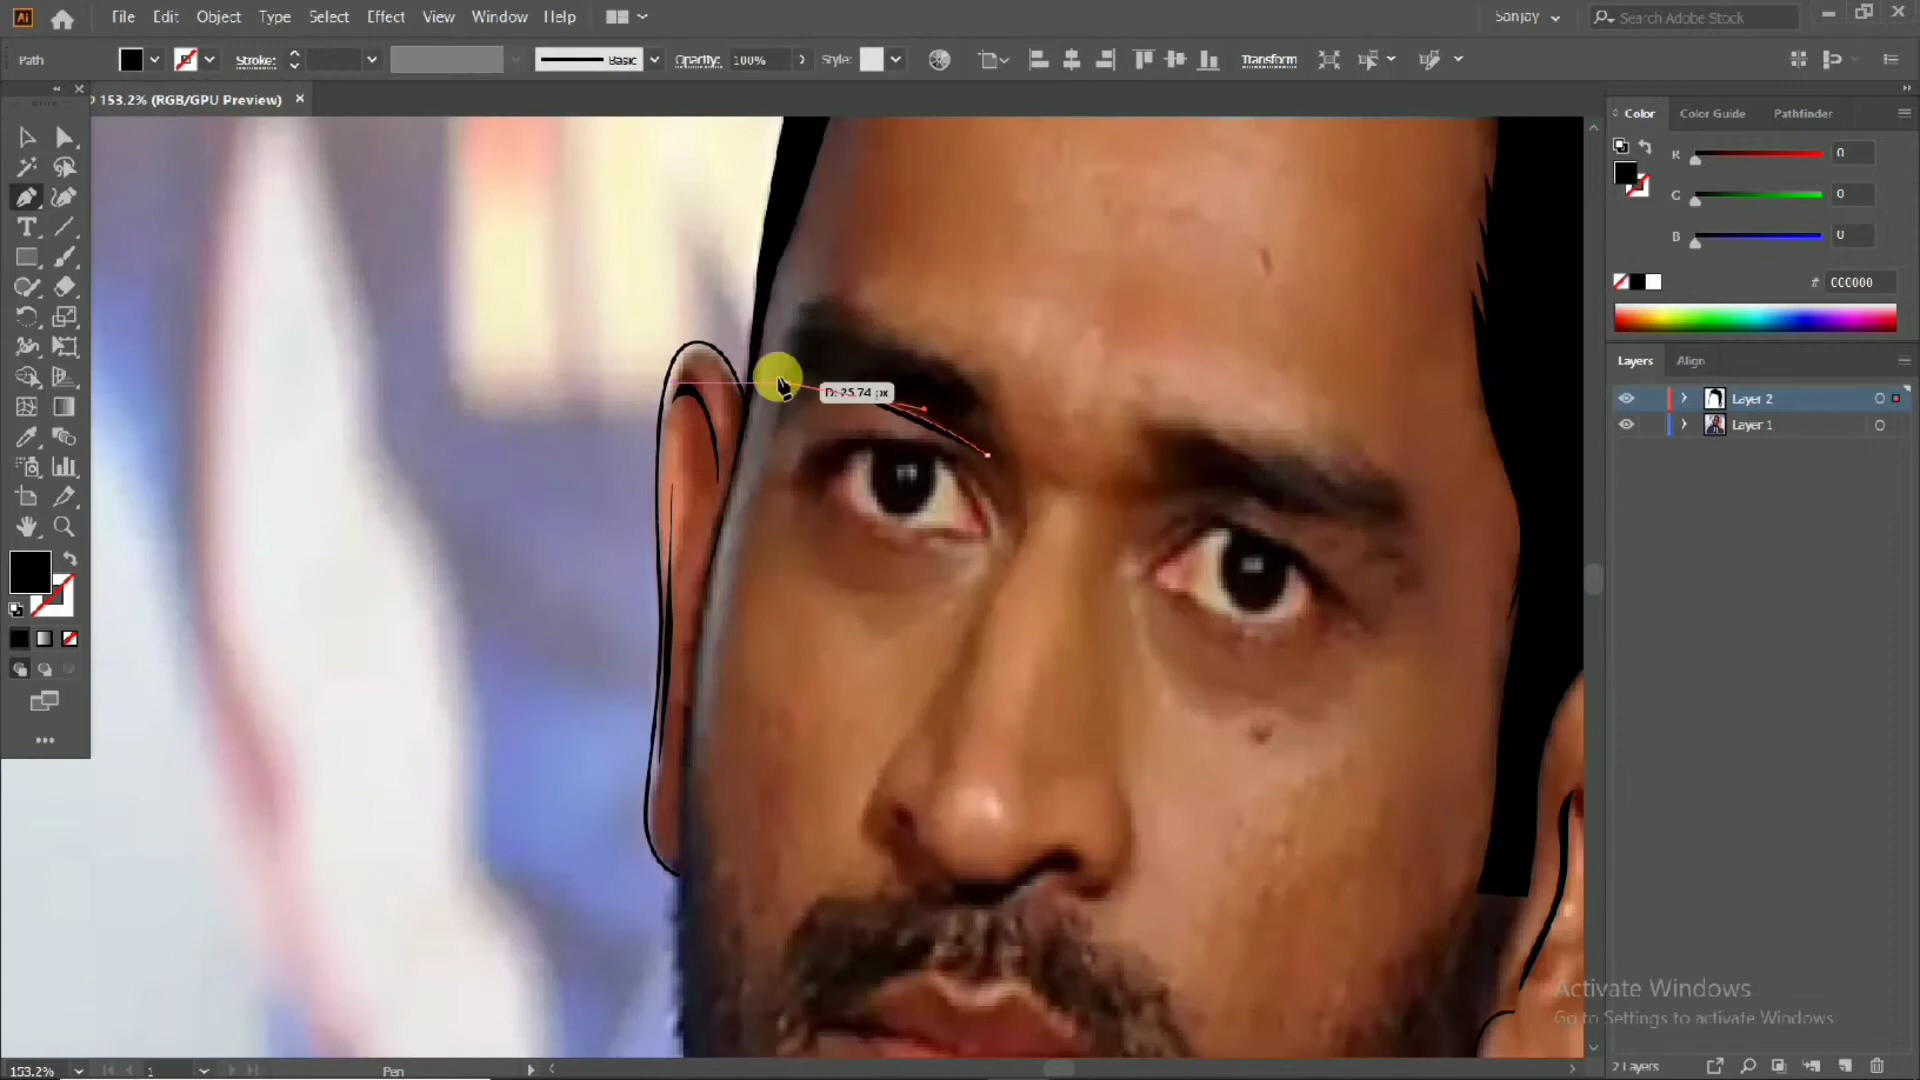 Ai File Edit Object Type Select Effect View Window Help Sanjay Search Adobe Stock
Path Stroke: Basic Opacity: 100% Style: Transform
153.2% (RGB/GPU Preview)
Color Color Guide Pathfinder
R 0
G 0
B 0
# CCC000
Layers Align
Layer 2
Layer 1
D: 25.74 px
Activate Windows
Go to Settings to activate Windows.
153.2% 1 Pen 2 Layers